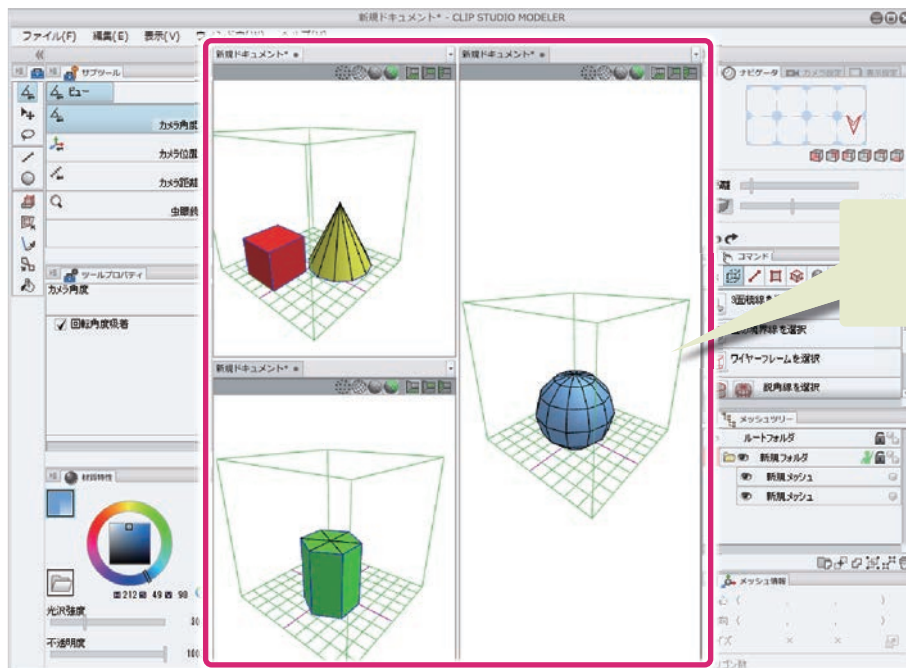 新規ドキュメント* - CLIP STUDIO MODELER
ファイル(F) 編集(E) 表示(V)
サブツール
ビュー
カメラ角度
カメラ位置
カメラ距離
虫眼鏡
ツールプロパティ
カメラ角度
回転角度吸着
材質特性
212 49 98
光沢強度
不透明度
新規ドキュメント*
新規ドキュメント*
新規ドキュメント*
ナビゲータ カメラ設定 表示設定
コマンド
境界線を選択
ワイヤーフレームを選択
鋭角線を選択
メッシュツリー
ルートフォルダ
新規フォルダ
新規メッシュ
新規メッシュ
メッシュ情報